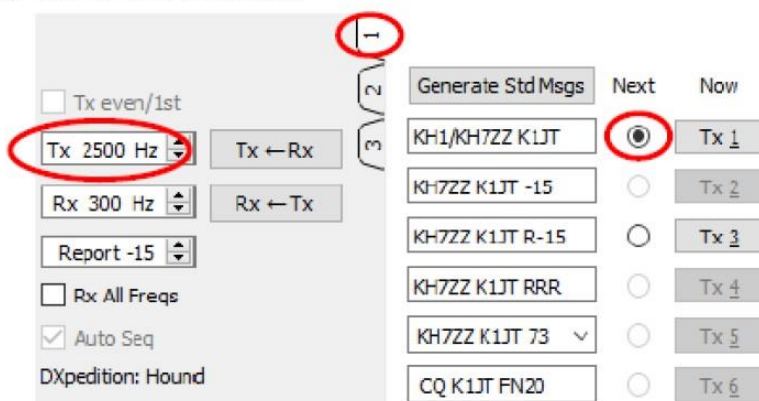 1
2
3
Tx even/1st
Tx 2500 Hz
Tx ←Rx
Rx 300 Hz
Rx ←Tx
Report -15
Rx All Freqs
Auto Seq
DXpedition: Hound
Generate Std Msgs Next Now
KH1/KH7ZZ K1JT Tx 1
KH7ZZ K1JT -15 Tx 2
KH7ZZ K1JT R-15 Tx 3
KH7ZZ K1JT RRR Tx 4
KH7ZZ K1JT 73 Tx 5
CQ K1JT FN20 Tx 6